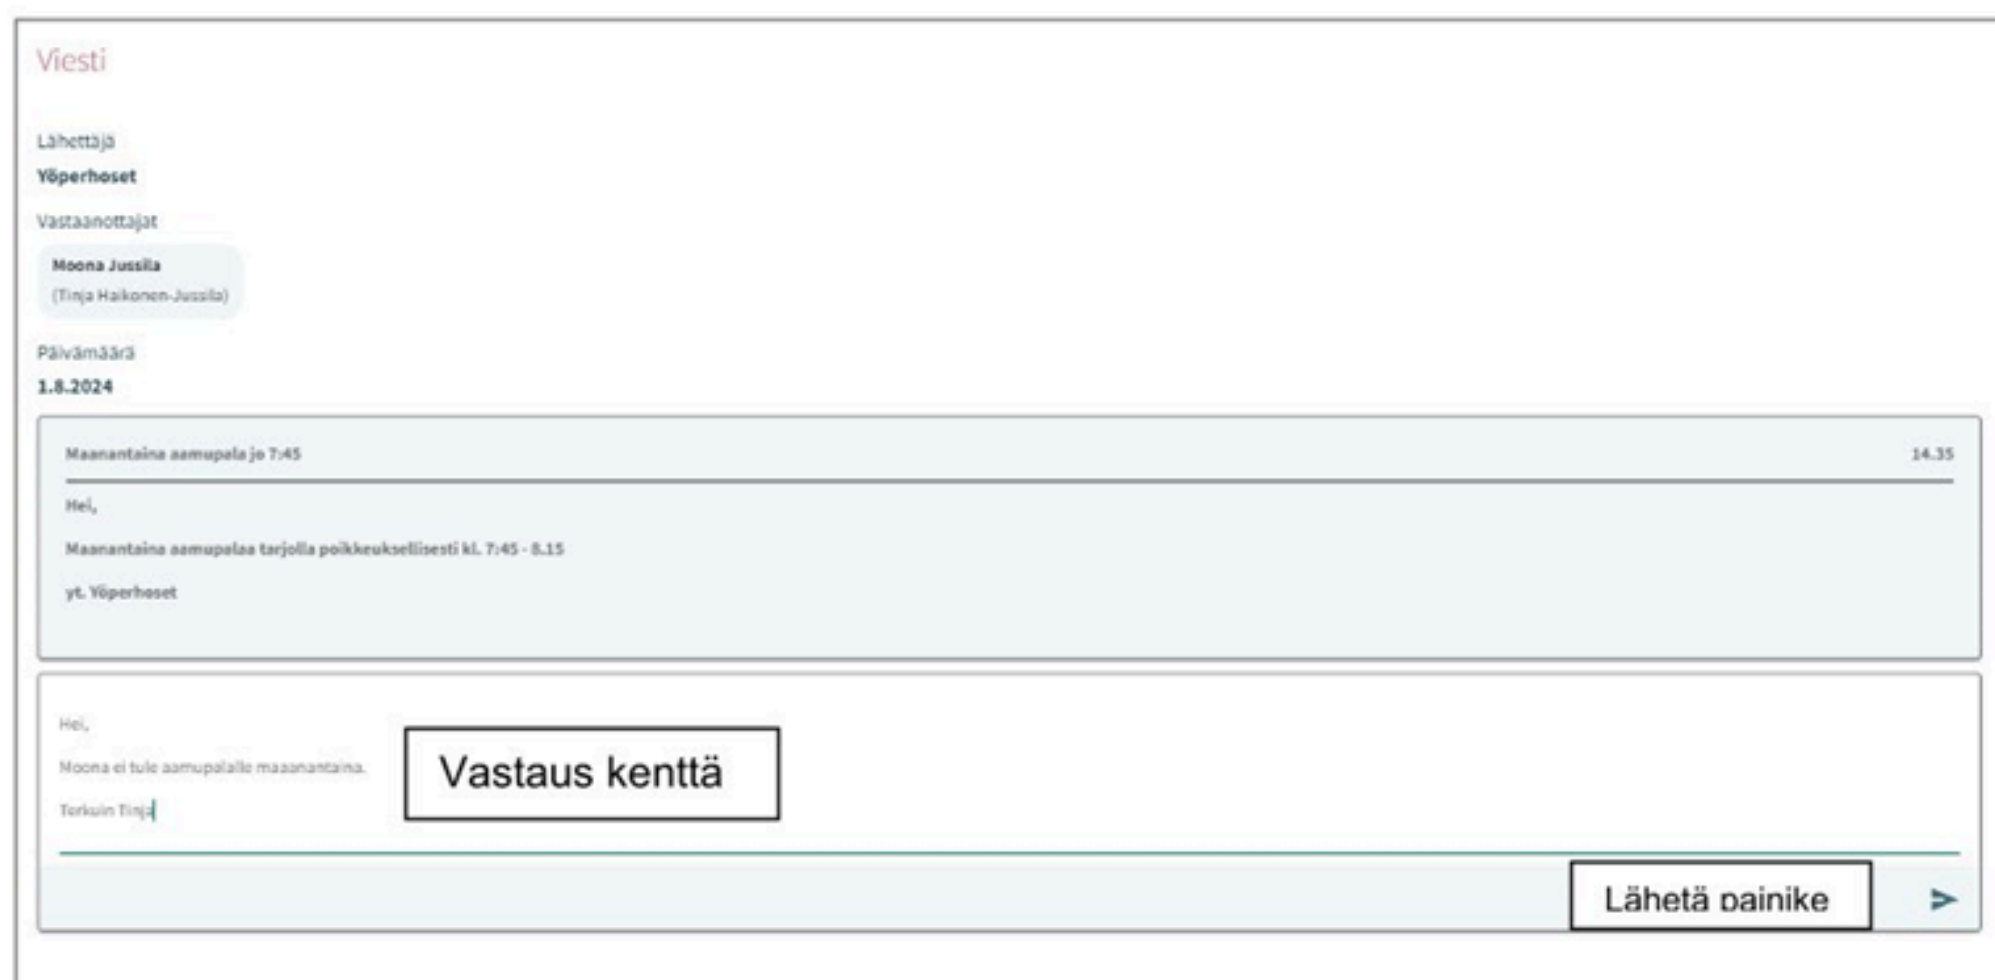 Viesti
Lähettäjä
Yöperhoset
Vastaanottajat
Moona Jussila
(Tinja Haikonen-Jussila)
Päivämäärä
1.8.2024
Maanantaina aamupala jo 7:45 14.35
Hei,
Maanantaina aamupalaa tarjolla poikkeuksellisesti kl. 7:45 - 8.15
yt. Yöperhoset
Hei,
Moona ei tule aamupalalle maaanantaina.
Terkuin Tinja
Vastaus kenttä
Lähetä painike